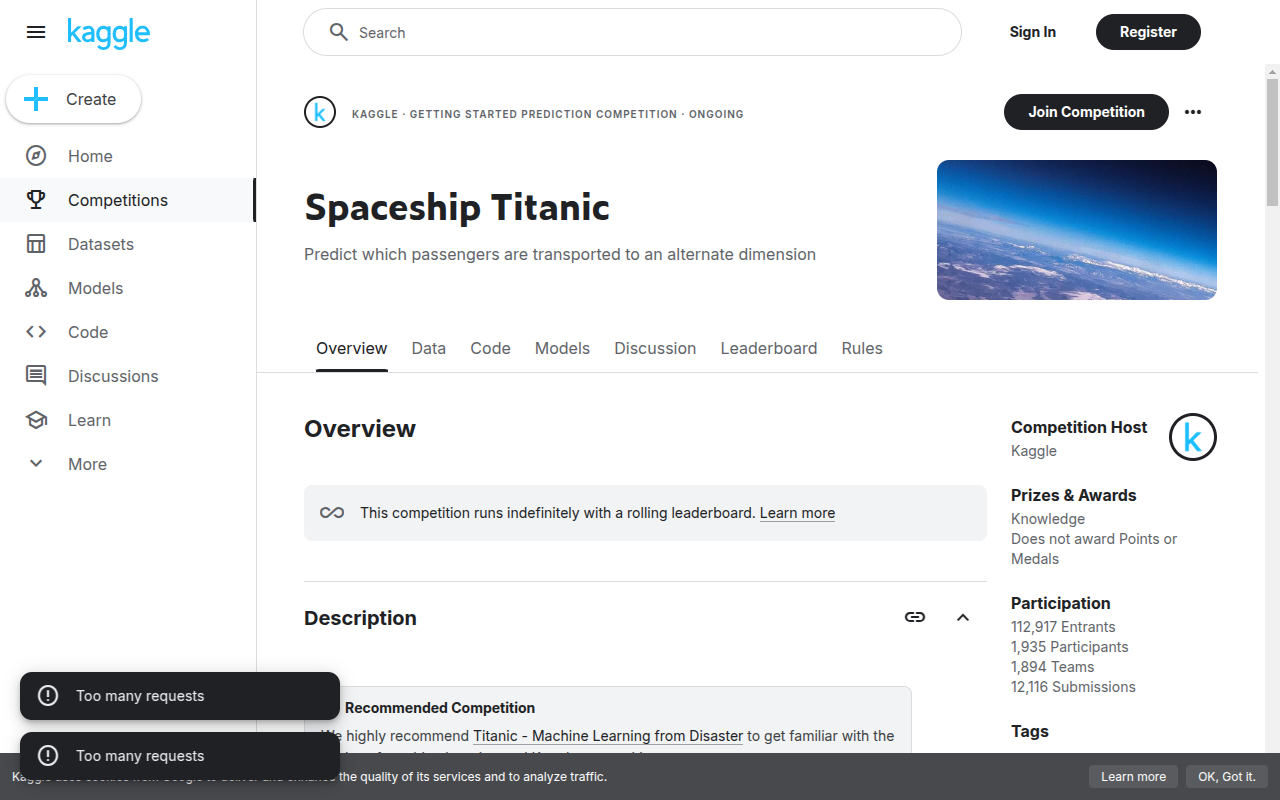 kaggle
Search
Sign In
Register
Create
Home
Competitions
Datasets
Models
Code
Discussions
Learn
More
KAGGLE · GETTING STARTED PREDICTION COMPETITION · ONGOING
Join Competition
Spaceship Titanic
Predict which passengers are transported to an alternate dimension
Overview
Data
Code
Models
Discussion
Leaderboard
Rules
Overview
This competition runs indefinitely with a rolling leaderboard. Learn more
Description
Recommended Competition
We highly recommend Titanic - Machine Learning from Disaster to get familiar with the
Competition Host
Kaggle
Prizes & Awards
Knowledge
Does not award Points or
Medals
Participation
112,917 Entrants
1,935 Participants
1,894 Teams
12,116 Submissions
Tags
Too many requests
Too many requests
the quality of its services and to analyze traffic.
Learn more
OK, Got it.